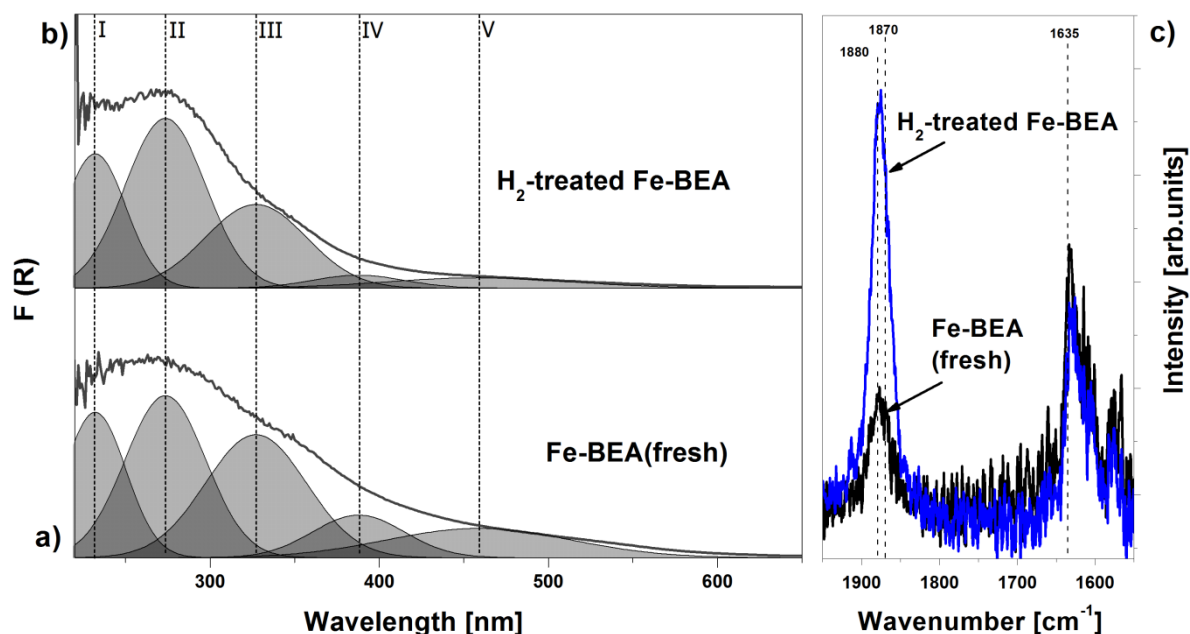 b)
I II III IV V
H2-treated Fe-BEA
F (R)
Fe-BEA(fresh)
a)
300 400 500 600
Wavelength [nm]
c)
1870
1880
1635
H2-treated Fe-BEA
Fe-BEA
(fresh)
Intensity [arb.units]
1900 1800 1700 1600
Wavenumber [cm-1]